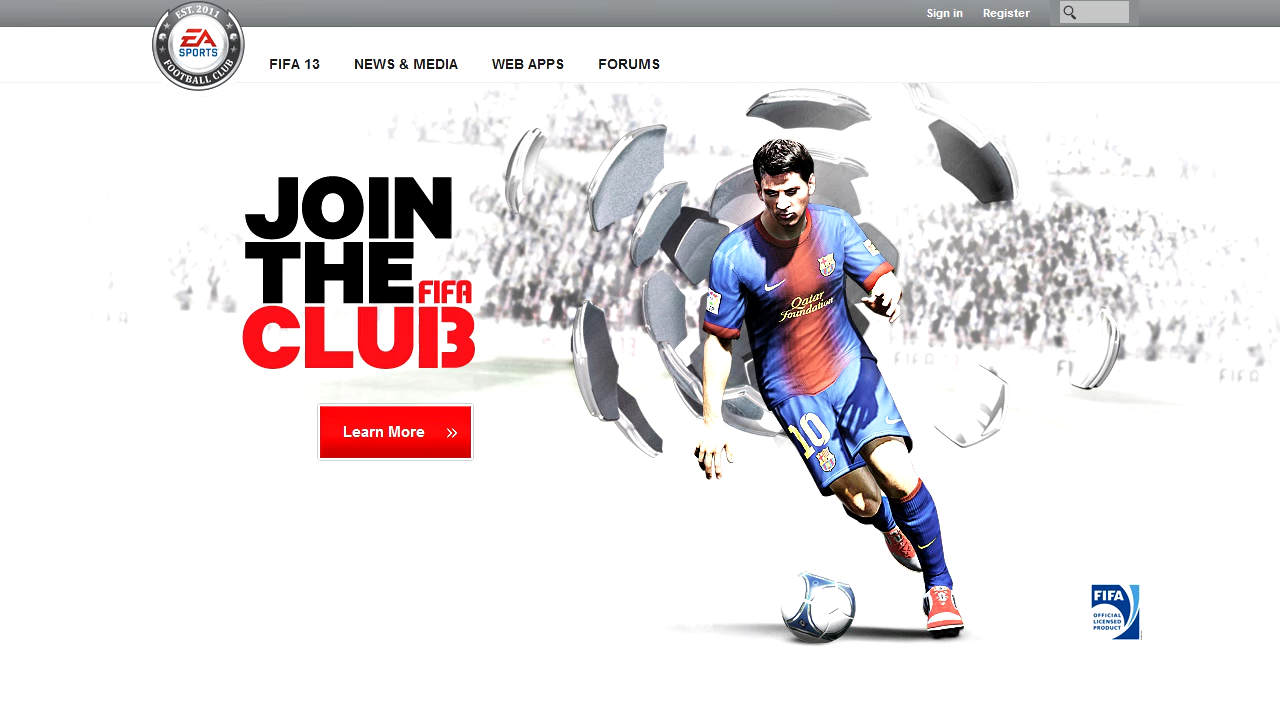 EST. 2011
EA
SPORTS
FOOTBALL CLUB
Sign in
Register
FIFA 13
NEWS & MEDIA
WEB APPS
FORUMS
JOIN
THE
FIFA
CLUB
Learn More »
Qatar
Foundation
10
FIFA
FIFA
OFFICIAL
LICENSED
PRODUCT